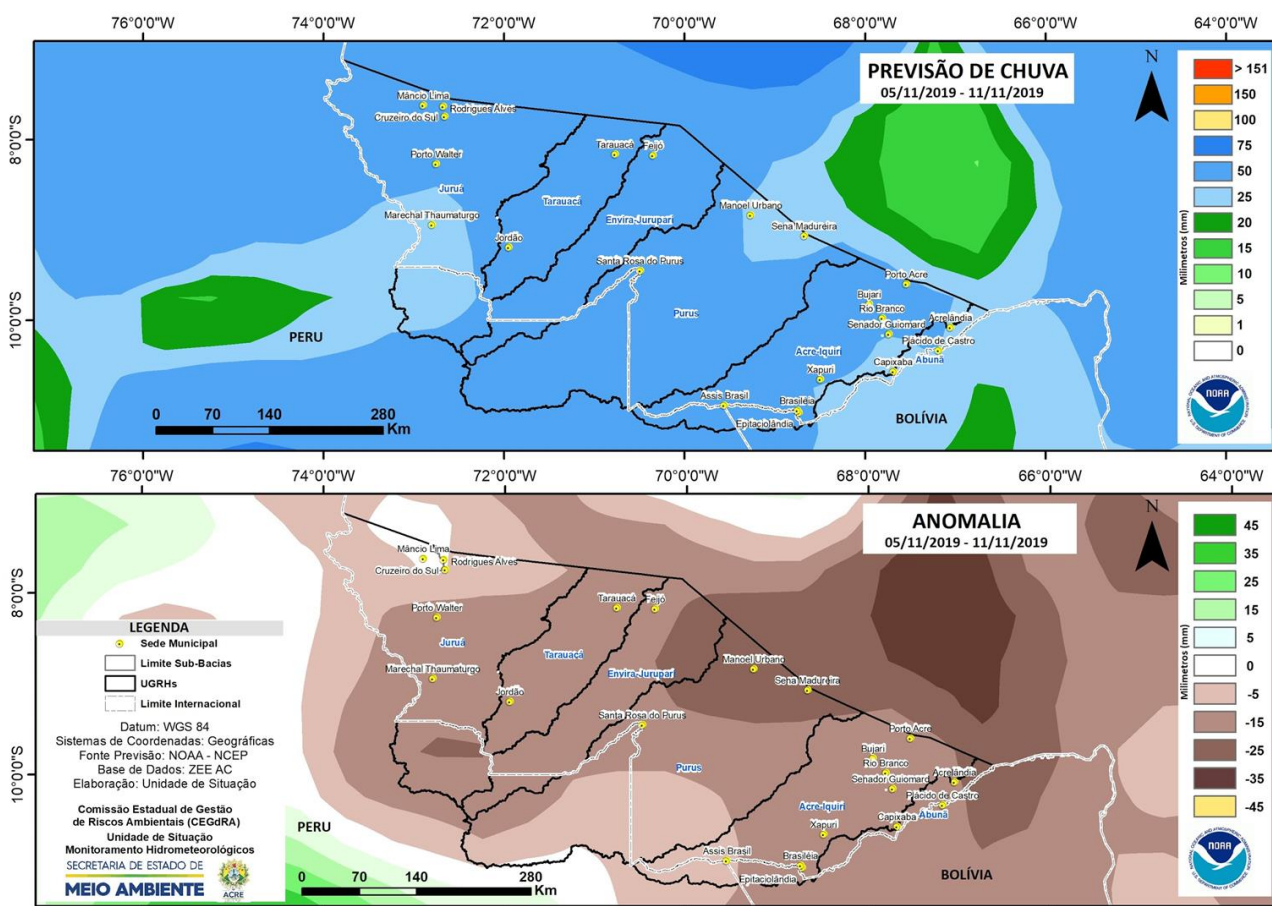 76°0'0"W 74°0'0"W 72°0'0"W 70°0'0"W 68°0'0"W 66°0'0"W 64°0'0"W
8°0'0"S
10°0'0"S
PREVISÃO DE CHUVA
05/11/2019 - 11/11/2019
N
Mâncio Lima
Rodrigues Alves
Cruzeiro do Sul
Porto Walter
Juruá
Marechal Thaumaturgo
Tarauacá
Feijó
Tarauacá
Envira-Jurupari
Jordão
Santa Rosa do Purus
Manoel Urbano
Sena Madureira
Purus
Porto Acre
Bujari
Rio Branco
Senador Guiomard
Acrelândia
Plácido de Castro
Abunã
Acre-Iquiri
Capixaba
Xapuri
Assis Brasil
Brasiléia
Epitaciolândia
PERU
BOLÍVIA
0 70 140 280
Km
Milímetros (mm)
> 151
150
100
75
50
25
20
15
10
5
1
0
NOAA
76°0'0"W 74°0'0"W 72°0'0"W 70°0'0"W 68°0'0"W 66°0'0"W 64°0'0"W
8°0'0"S
10°0'0"S
ANOMALIA
05/11/2019 - 11/11/2019
N
Mâncio Lima
Rodrigues Alves
Cruzeiro do Sul
Porto Walter
Juruá
Marechal Thaumaturgo
Tarauacá
Feijó
Tarauacá
Envira-Jurupari
Jordão
Santa Rosa do Purus
Manoel Urbano
Sena Madureira
Purus
Porto Acre
Bujari
Rio Branco
Senador Guiomard
Acrelândia
Plácido de Castro
Abunã
Acre-Iquiri
Capixaba
Xapuri
Assis Brasil
Brasiléia
Epitaciolândia
PERU
BOLÍVIA
0 70 140 280
Km
Milímetros (mm)
45
35
25
15
5
0
-5
-15
-25
-35
-45
NOAA
LEGENDA
Sede Municipal
Limite Sub-Bacias
UGRHs
Limite Internacional
Datum: WGS 84
Sistemas de Coordenadas: Geográficas
Fonte Previsão: NOAA - NCEP
Base de Dados: ZEE AC
Elaboração: Unidade de Situação
Comissão Estadual de Gestão
de Riscos Ambientais (CEGdRA)
Unidade de Situação
Monitoramento Hidrometeorológicos
SECRETARIA DE ESTADO DE
MEIO AMBIENTE
ACRE